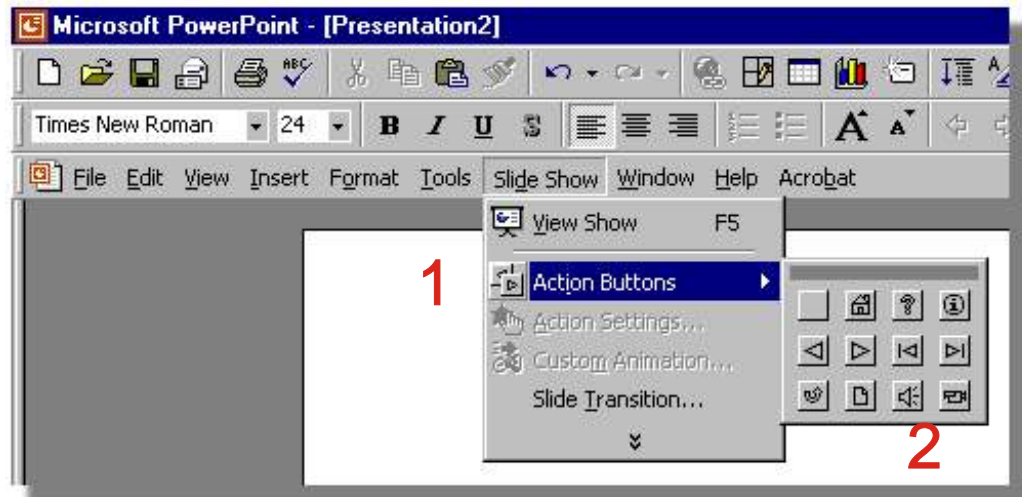 Microsoft PowerPoint - [Presentation2]
ABC
Times New Roman 24 B I U S A A
File Edit View Insert Format Tools Slide Show Window Help Acrobat
View Show F5
1 Action Buttons
Action Settings...
Custom Animation...
Slide Transition...
2